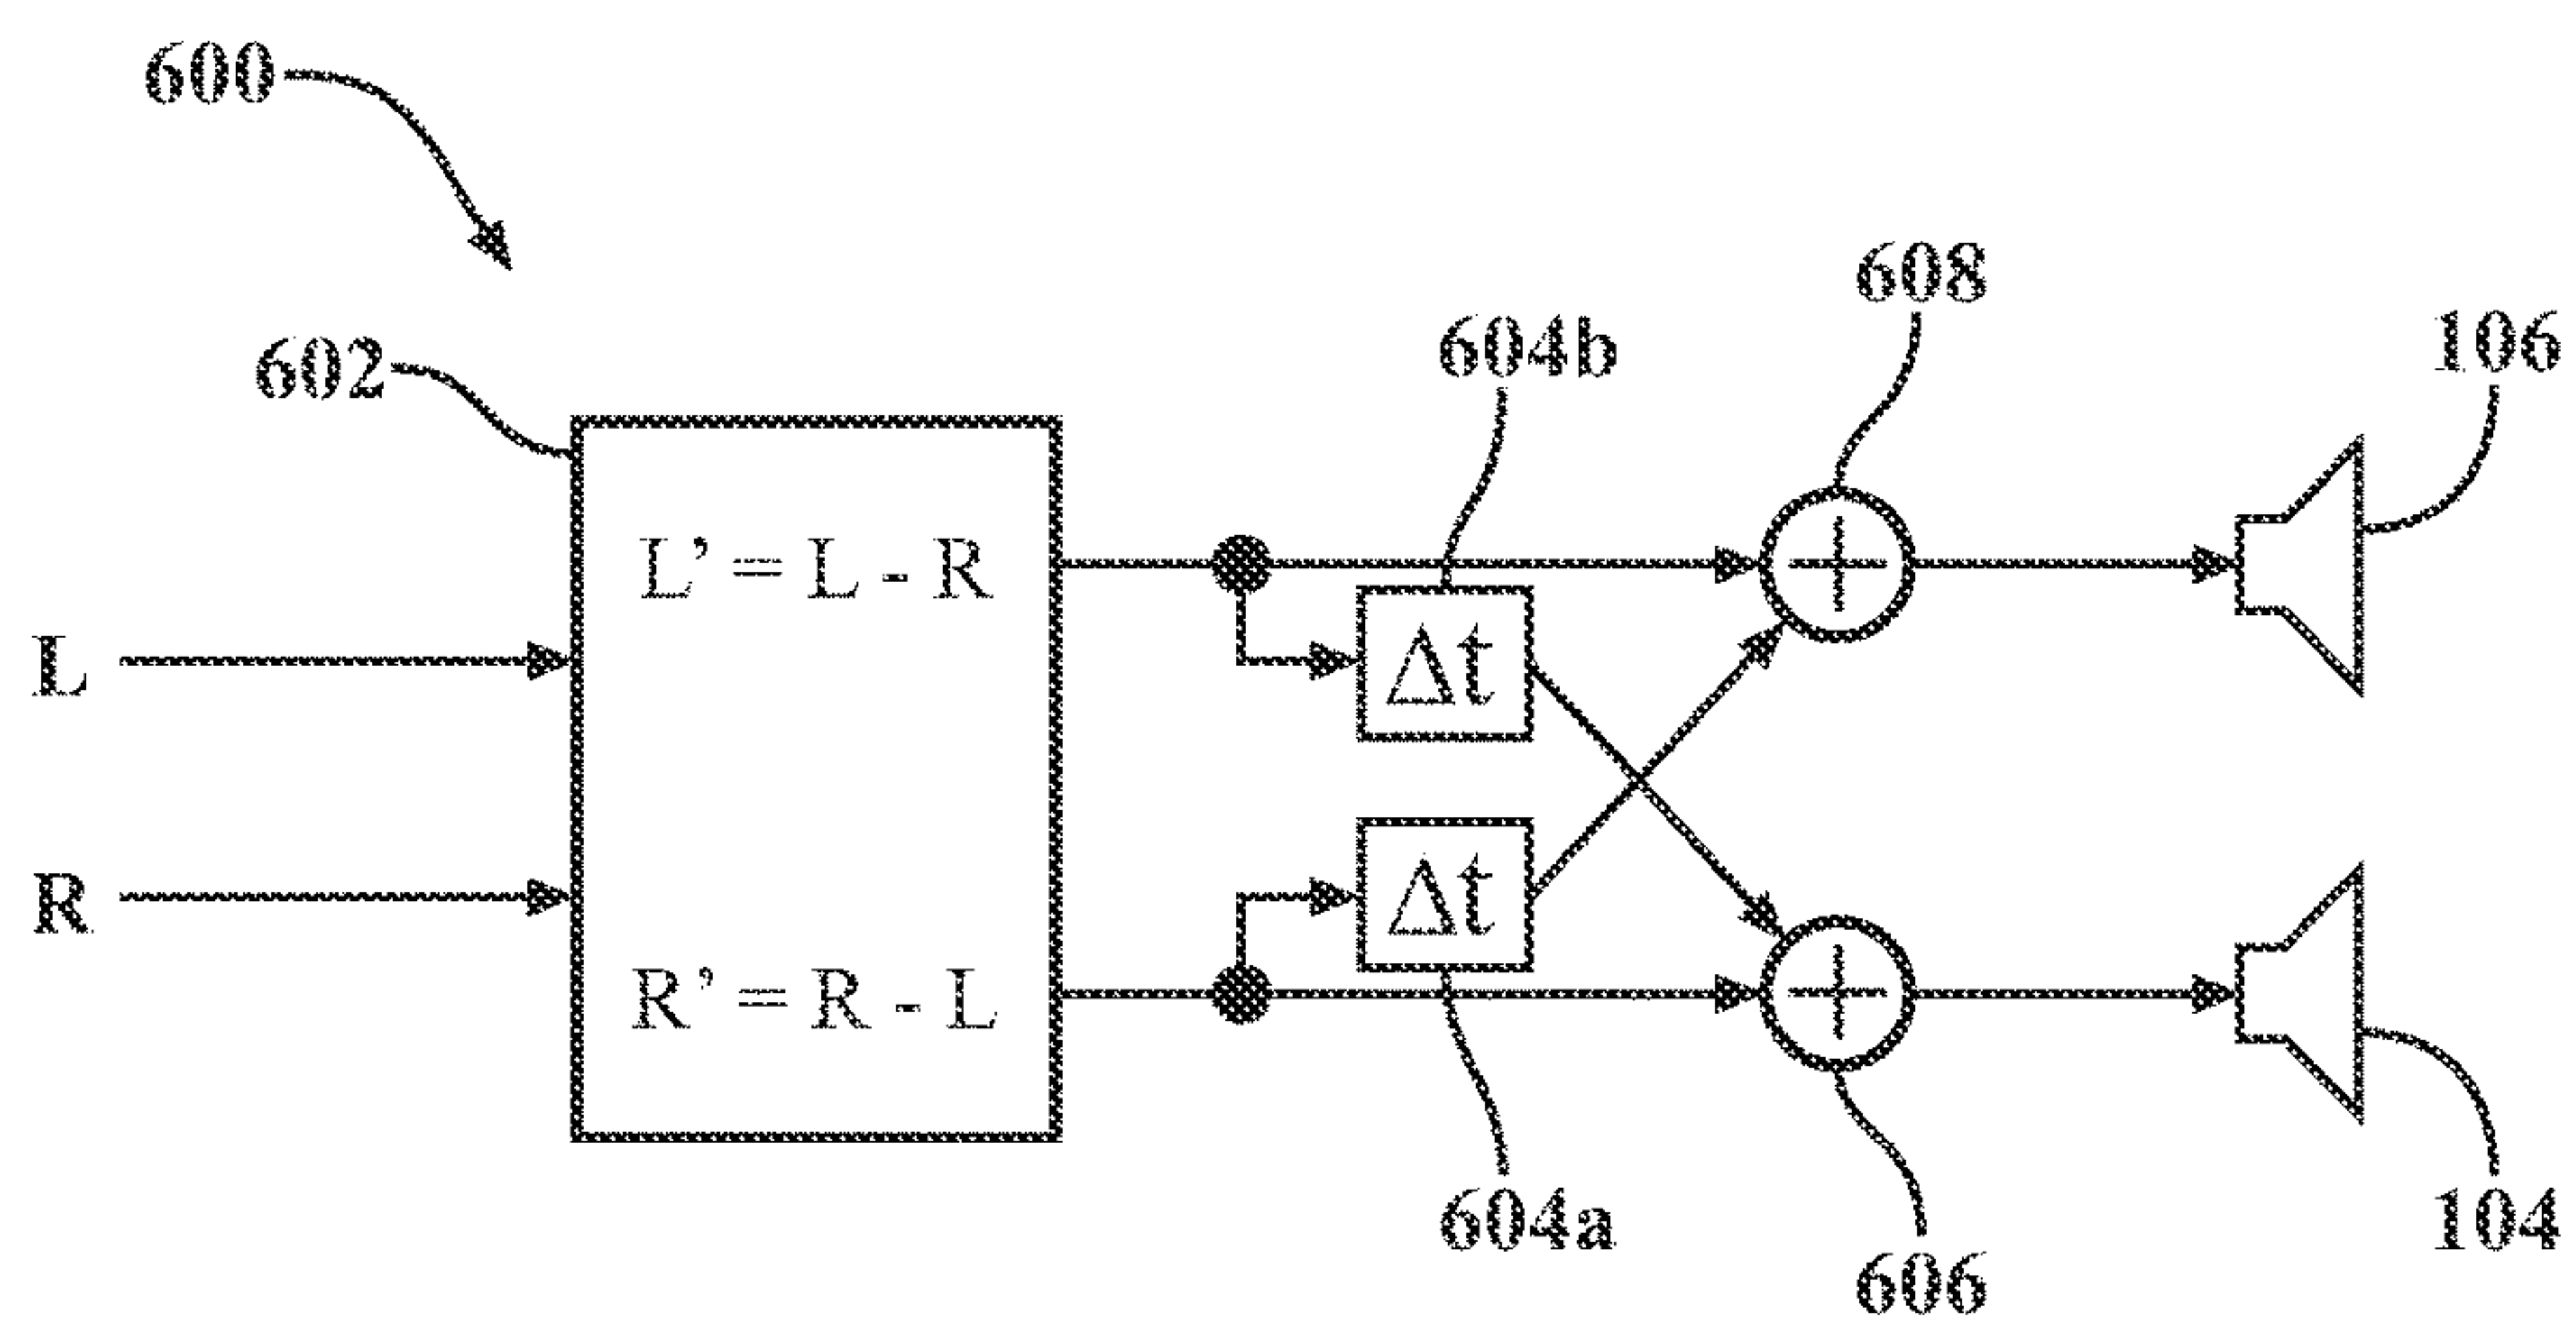 600
608
106
604b
602
L' = L - R
L
Δt
R
Δt
R' = R - L
604a
104
606